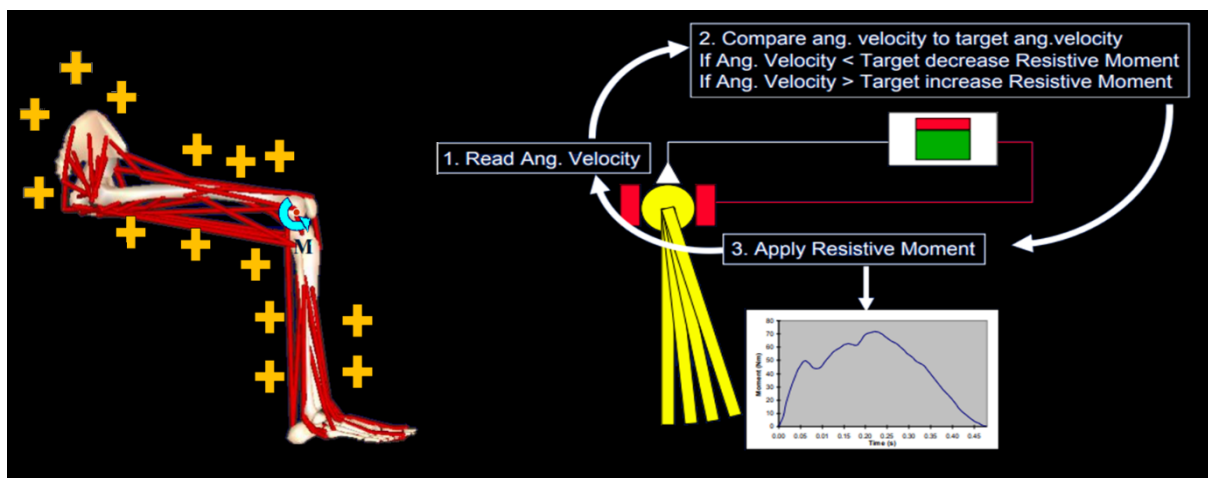 M
1. Read Ang. Velocity
2. Compare ang. velocity to target ang.velocity
If Ang. Velocity < Target decrease Resistive Moment
If Ang. Velocity > Target increase Resistive Moment
3. Apply Resistive Moment
Moment (Nm)
80
70
60
50
40
30
20
10
0
0.00 0.05 0.01 0.15 0.20 0.25 0.30 0.35 0.40 0.45
Time (s)